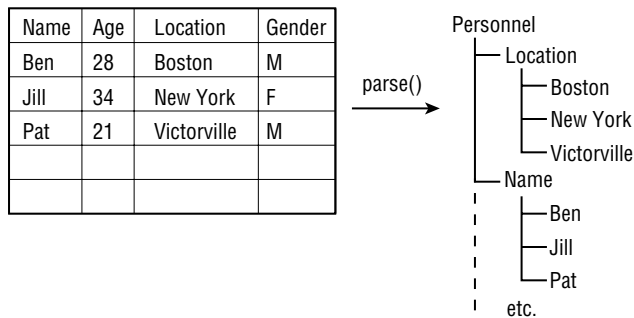 Name Age Location Gender
Ben 28 Boston M
Jill 34 New York F
Pat 21 Victorville M
parse()
Personnel
Location
Boston
New York
Victorville
Name
Ben
Jill
Pat
etc.